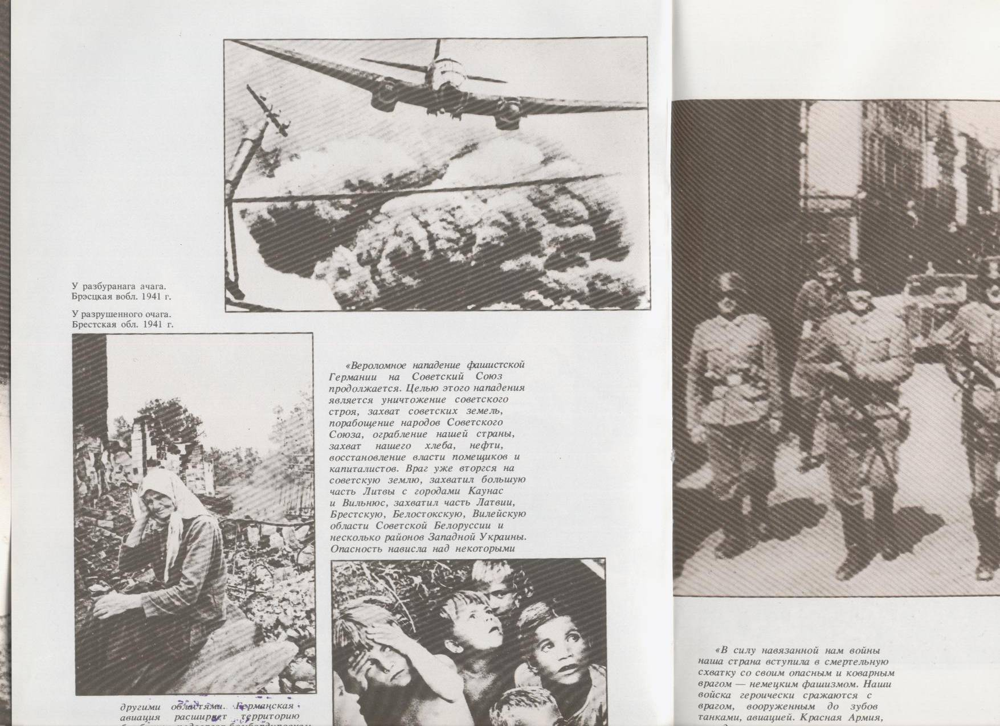 У разбуранага ачага.
Брэсцкая вобл. 1941 г.
У разрушенного очага.
Брестская обл. 1941 г.
«Вероломное нападение фашистской
Германии на Советский Союз
продолжается. Целью этого нападения
является уничтожение советского
строя, захват советских земель,
порабощение народов Советского
Союза, ограбление нашей страны,
захват нашего хлеба, нефти,
восстановление власти помещиков и
капиталистов. Враг уже вторгся на
советскую землю, захватил большую
часть Литвы с городами Каунас
и Вильнюс, захватил часть Латвии,
Брестскую, Белостокскую, Вилейскую
области Советской Белоруссии и
несколько районов Западной Украины.
Опасность нависла над некоторыми
другими областями. Германская
авиация расширяет территорию
«В силу навязанной нам войны
наша страна вступила в смертельную
схватку со своим опасным и коварным
врагом — немецким фашизмом. Наши
войска героически сражаются с
врагом, вооруженным до зубов
танками, авиацией. Красная Армия,